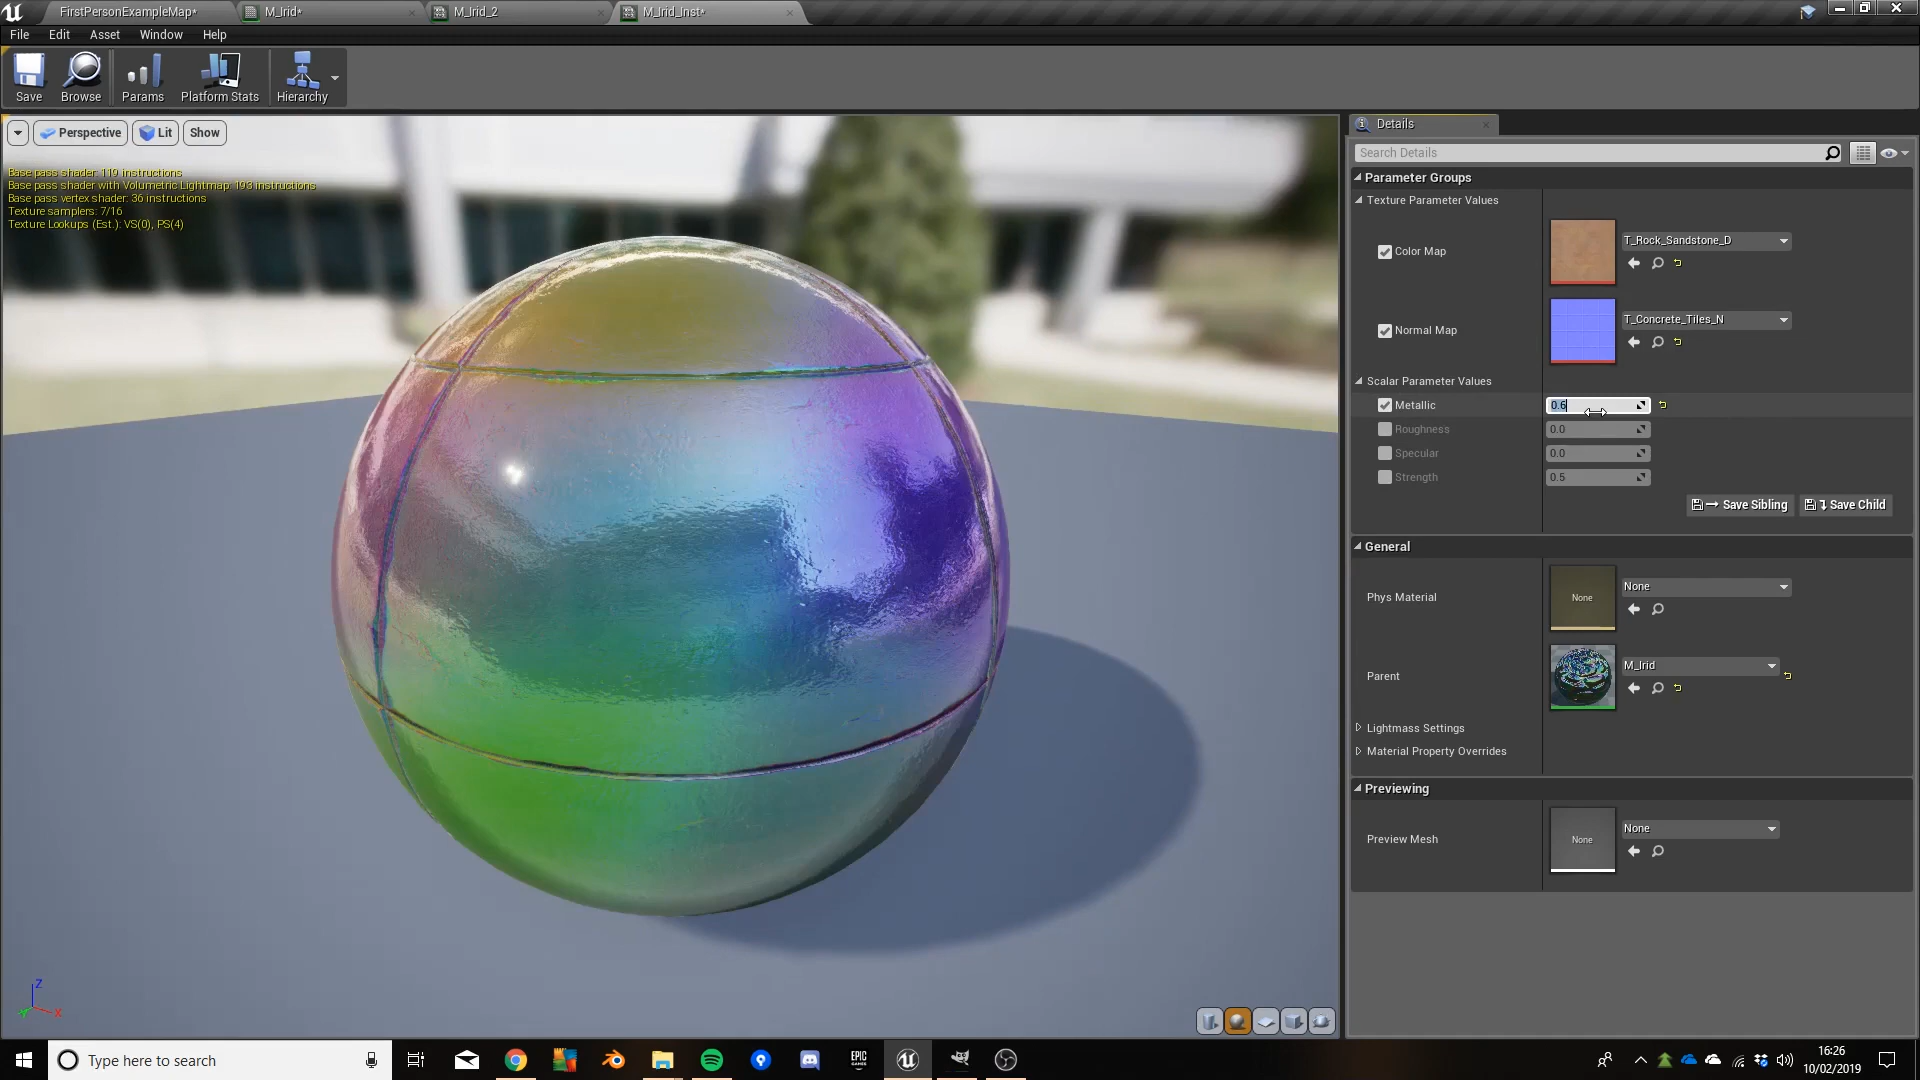 FirstPersonExampleMap*
M_Irid*
M_Irid_2
M_Irid_Inst*
File Edit Asset Window Help
Save Browse Params Platform Stats Hierarchy
Perspective Lit Show
Base pass shader: 119 instructions
Base pass shader with Volumetric Lightmap: 193 instructions
Base pass vertex shader: 36 instructions
Texture samplers: 7/16
Texture Lookups (Est.): VS(0), PS(4)
Z
Y
X
Details
Search Details
Parameter Groups
Texture Parameter Values
Color Map
T_Rock_Sandstone_D
Normal Map
T_Concrete_Tiles_N
Scalar Parameter Values
Metallic 0.6
Roughness 0.0
Specular 0.0
Strength 0.5
Save Sibling Save Child
General
Phys Material
None
None
Parent
M_Irid
Lightmass Settings
Material Property Overrides
Previewing
Preview Mesh
None
None
Type here to search
EPIC
GAMES
16:26
10/02/2019